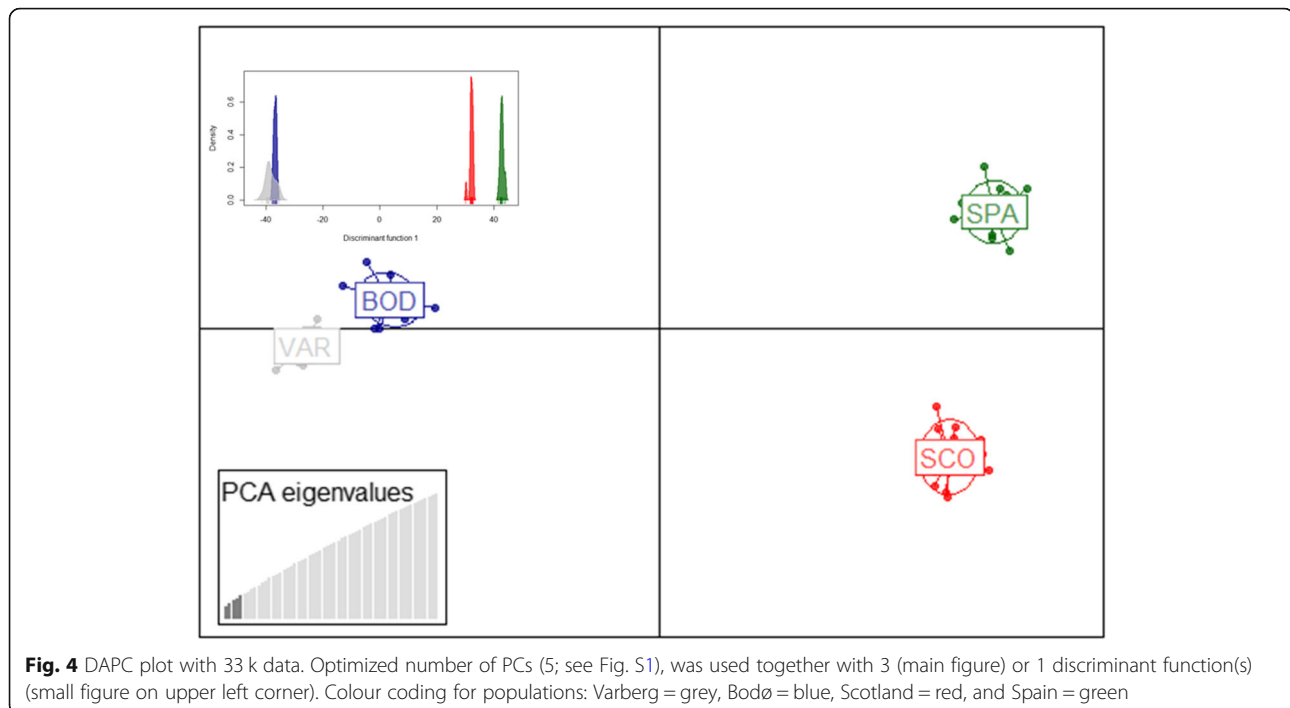 Density
0.0
0.2
0.4
0.6
-40
-20
0
20
40
Discriminant function 1
SPA
BOD
VAR
SCO
PCA eigenvalues
Fig. 4 DAPC plot with 33 k data. Optimized number of PCs (5; see Fig. S1), was used together with 3 (main figure) or 1 discriminant function(s)
(small figure on upper left corner). Colour coding for populations: Varberg = grey, Bodø = blue, Scotland = red, and Spain = green